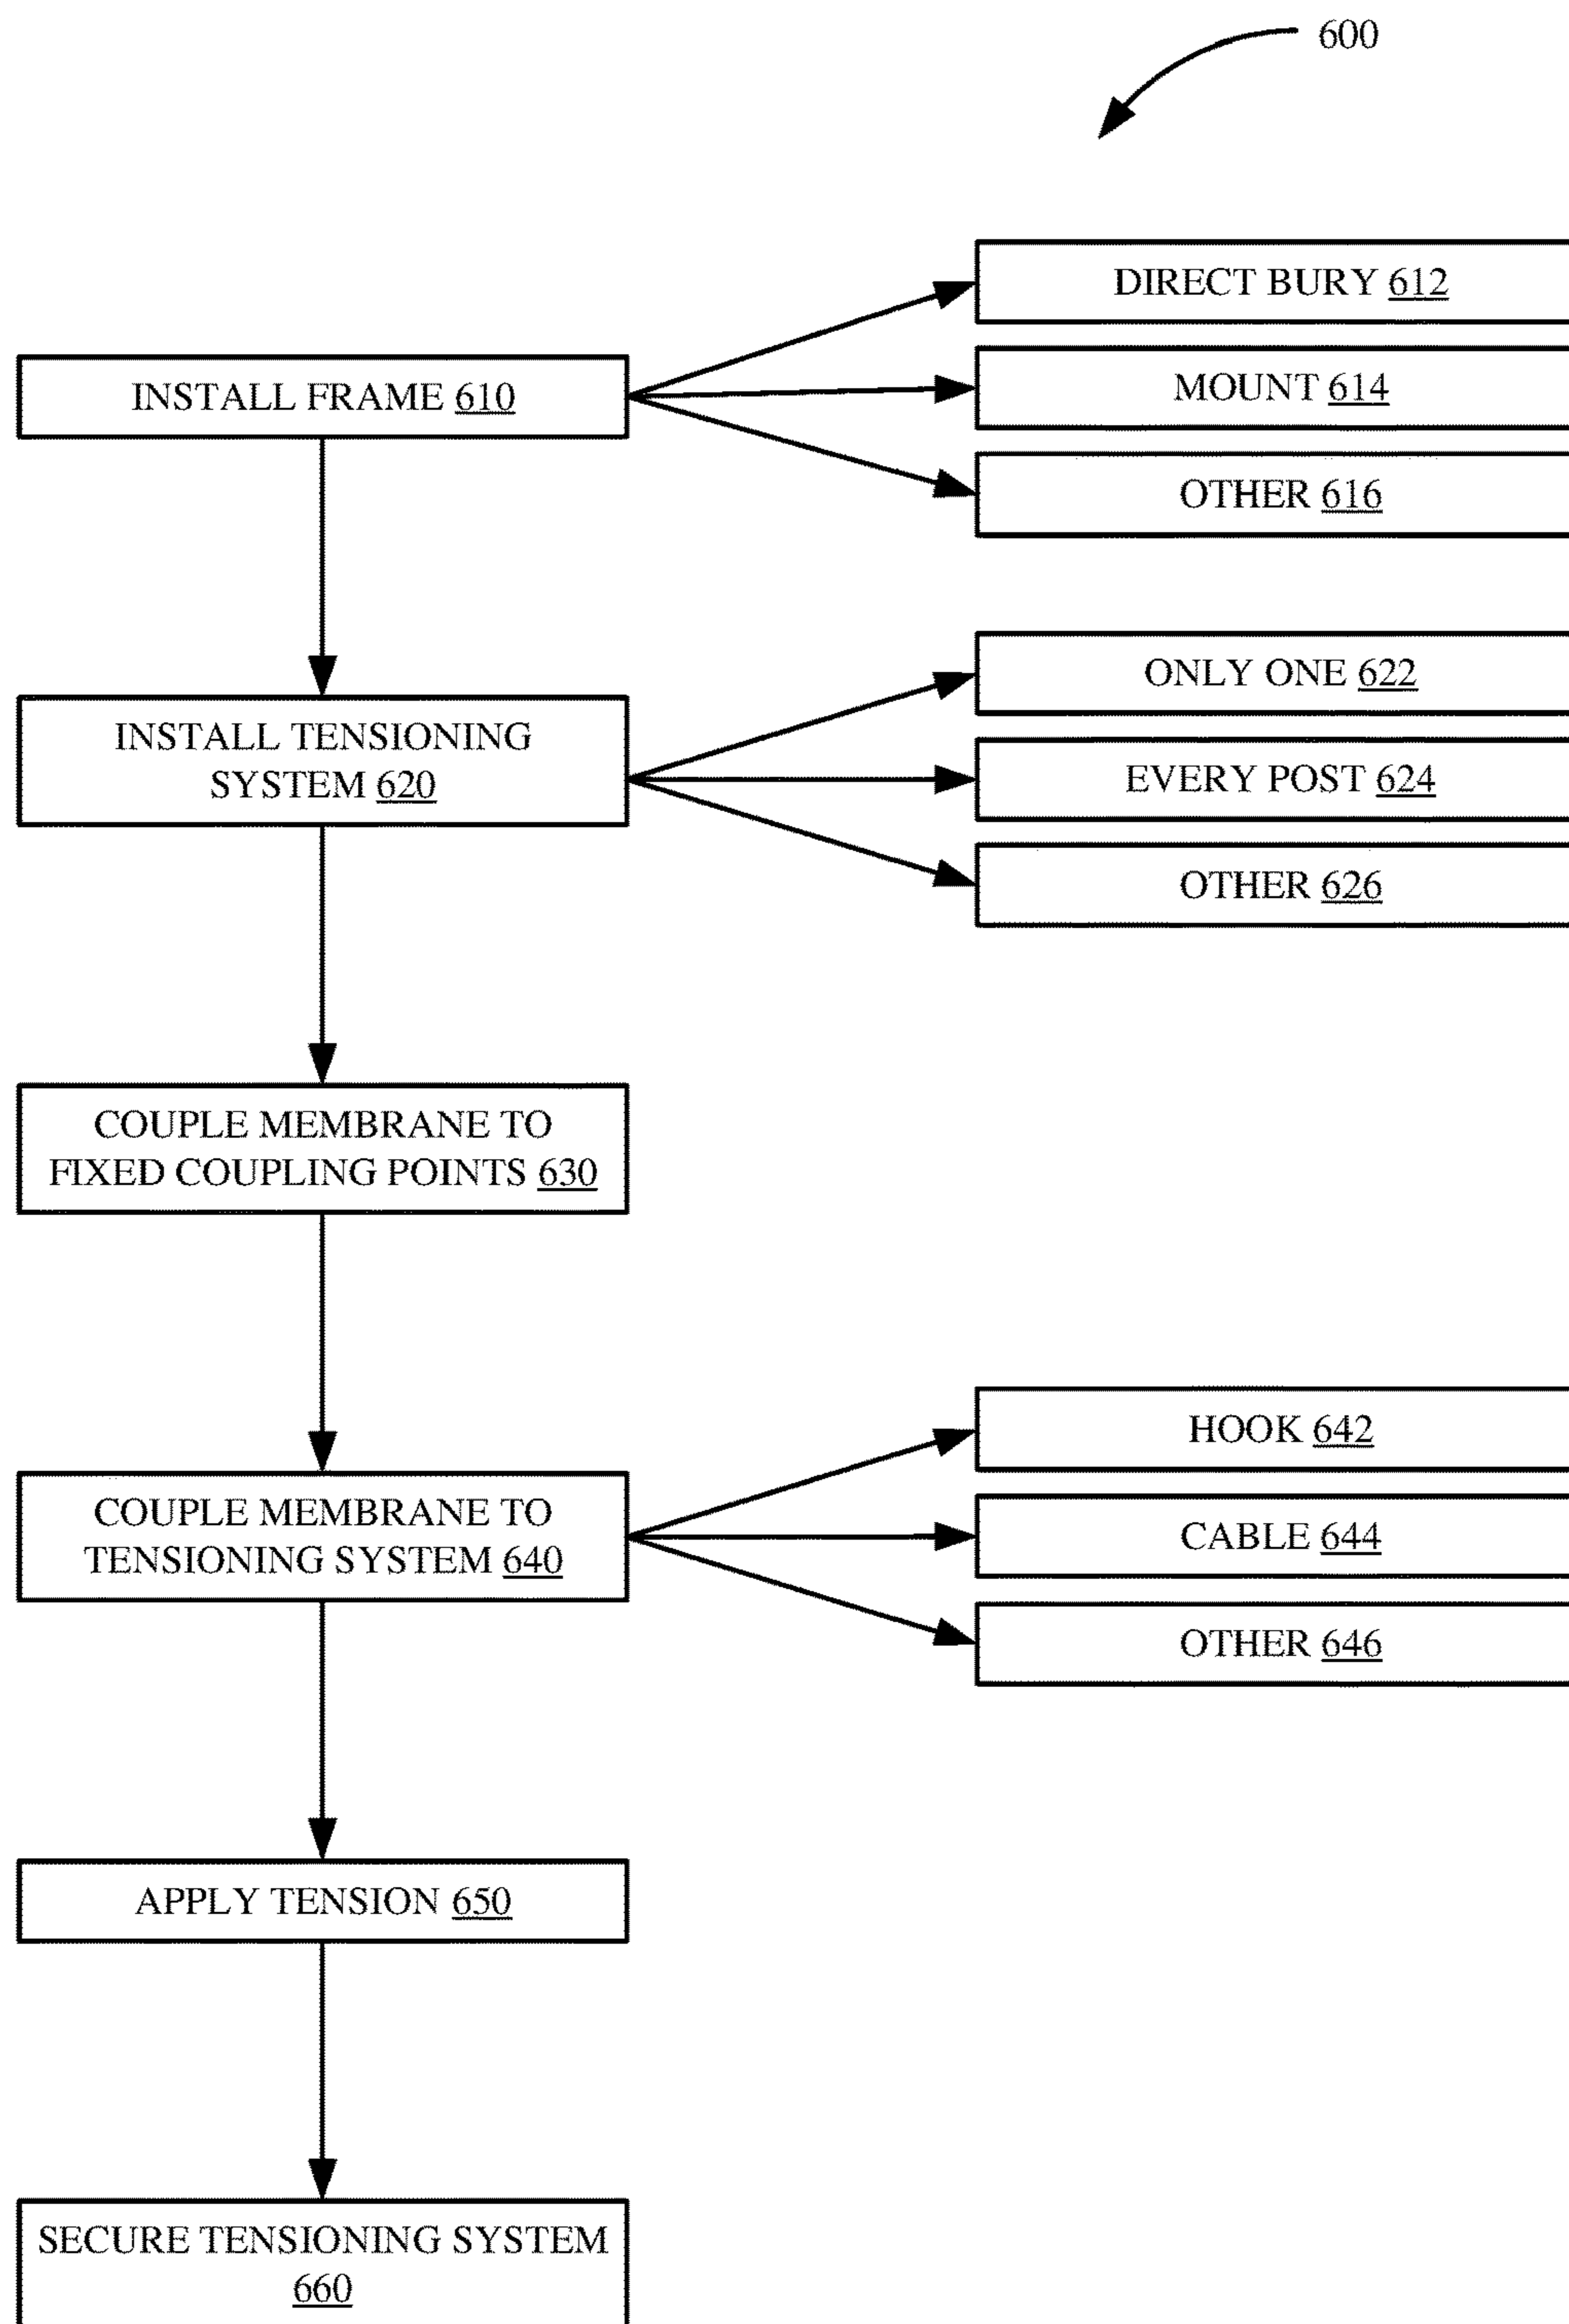 600
DIRECT BURY 612
INSTALL FRAME 610
MOUNT 614
OTHER 616
ONLY ONE 622
INSTALL TENSIONING
SYSTEM 620
EVERY POST 624
OTHER 626
COUPLE MEMBRANE TO
FIXED COUPLING POINTS 630
HOOK 642
COUPLE MEMBRANE TO
TENSIONING SYSTEM 640
CABLE 644
OTHER 646
APPLY TENSION 650
SECURE TENSIONING SYSTEM
660